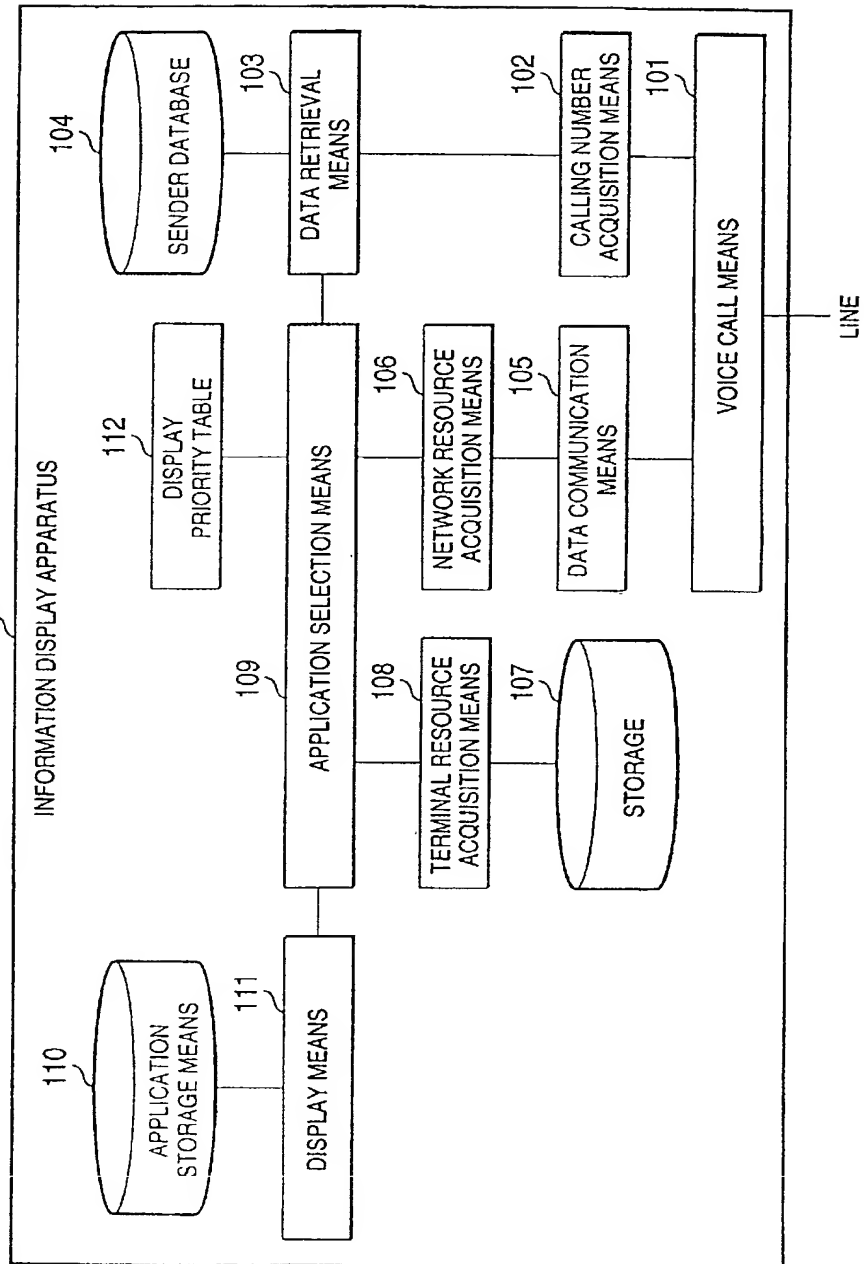 INFORMATION DISPLAY APPARATUS
110
APPLICATION
STORAGE MEANS
111
DISPLAY MEANS
112
DISPLAY
PRIORITY TABLE
109
APPLICATION SELECTION MEANS
108
TERMINAL RESOURCE
ACQUISITION MEANS
107
STORAGE
106
NETWORK RESOURCE
ACQUISITION MEANS
105
DATA COMMUNICATION
MEANS
104
SENDER DATABASE
103
DATA RETRIEVAL
MEANS
102
CALLING NUMBER
ACQUISITION MEANS
101
VOICE CALL MEANS
LINE